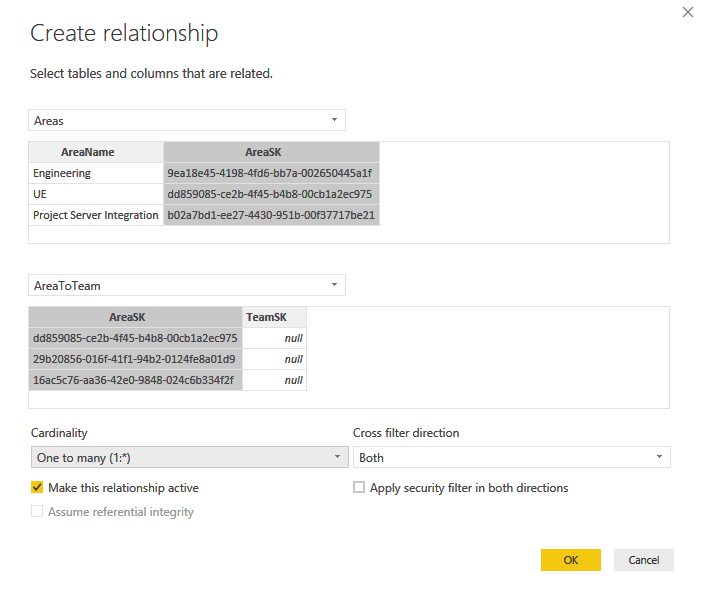 Create relationship
Select tables and columns that are related.
Areas
AreaName AreaSK
Engineering 9ea18e45-4198-4fd6-bb7a-002650445a1f
UE dd859085-ce2b-4f45-b4b8-00cb1a2ec975
Project Server Integration b02a7bd1-ee27-4430-951b-00f37717be21
AreaToTeam
AreaSK TeamSK
dd859085-ce2b-4f45-b4b8-00cb1a2ec975 null
29b20856-016f-41f1-94b2-0124fe8a01d9 null
16ac5c76-aa36-42e0-9848-024c6b334f2f null
Cardinality Cross filter direction
One to many (1:*) Both
Make this relationship active Apply security filter in both directions
Assume referential integrity
OK Cancel